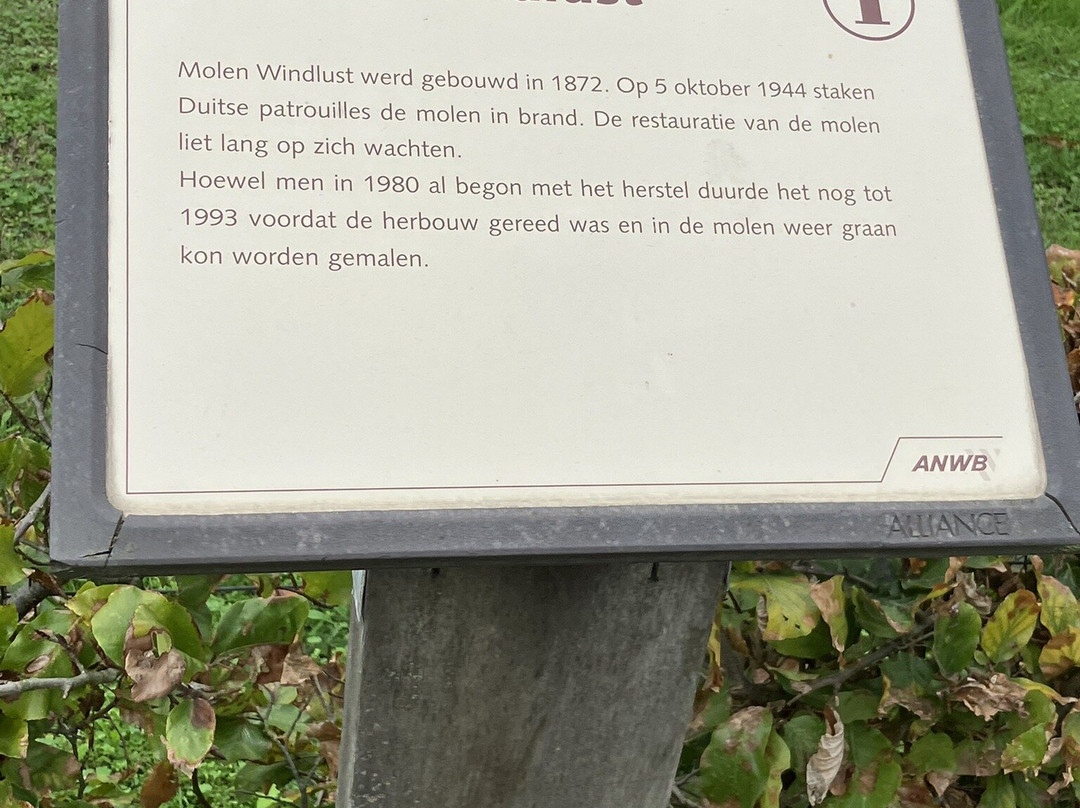 Molen Windlust werd gebouwd in 1872. Op 5 oktober 1944 staken
Duitse patrouilles de molen in brand. De restauratie van de molen
liet lang op zich wachten.
Hoewel men in 1980 al begon met het herstel duurde het nog tot
1993 voordat de herbouw gereed was en in de molen weer graan
kon worden gemalen.
ANWB
ALLIANCE